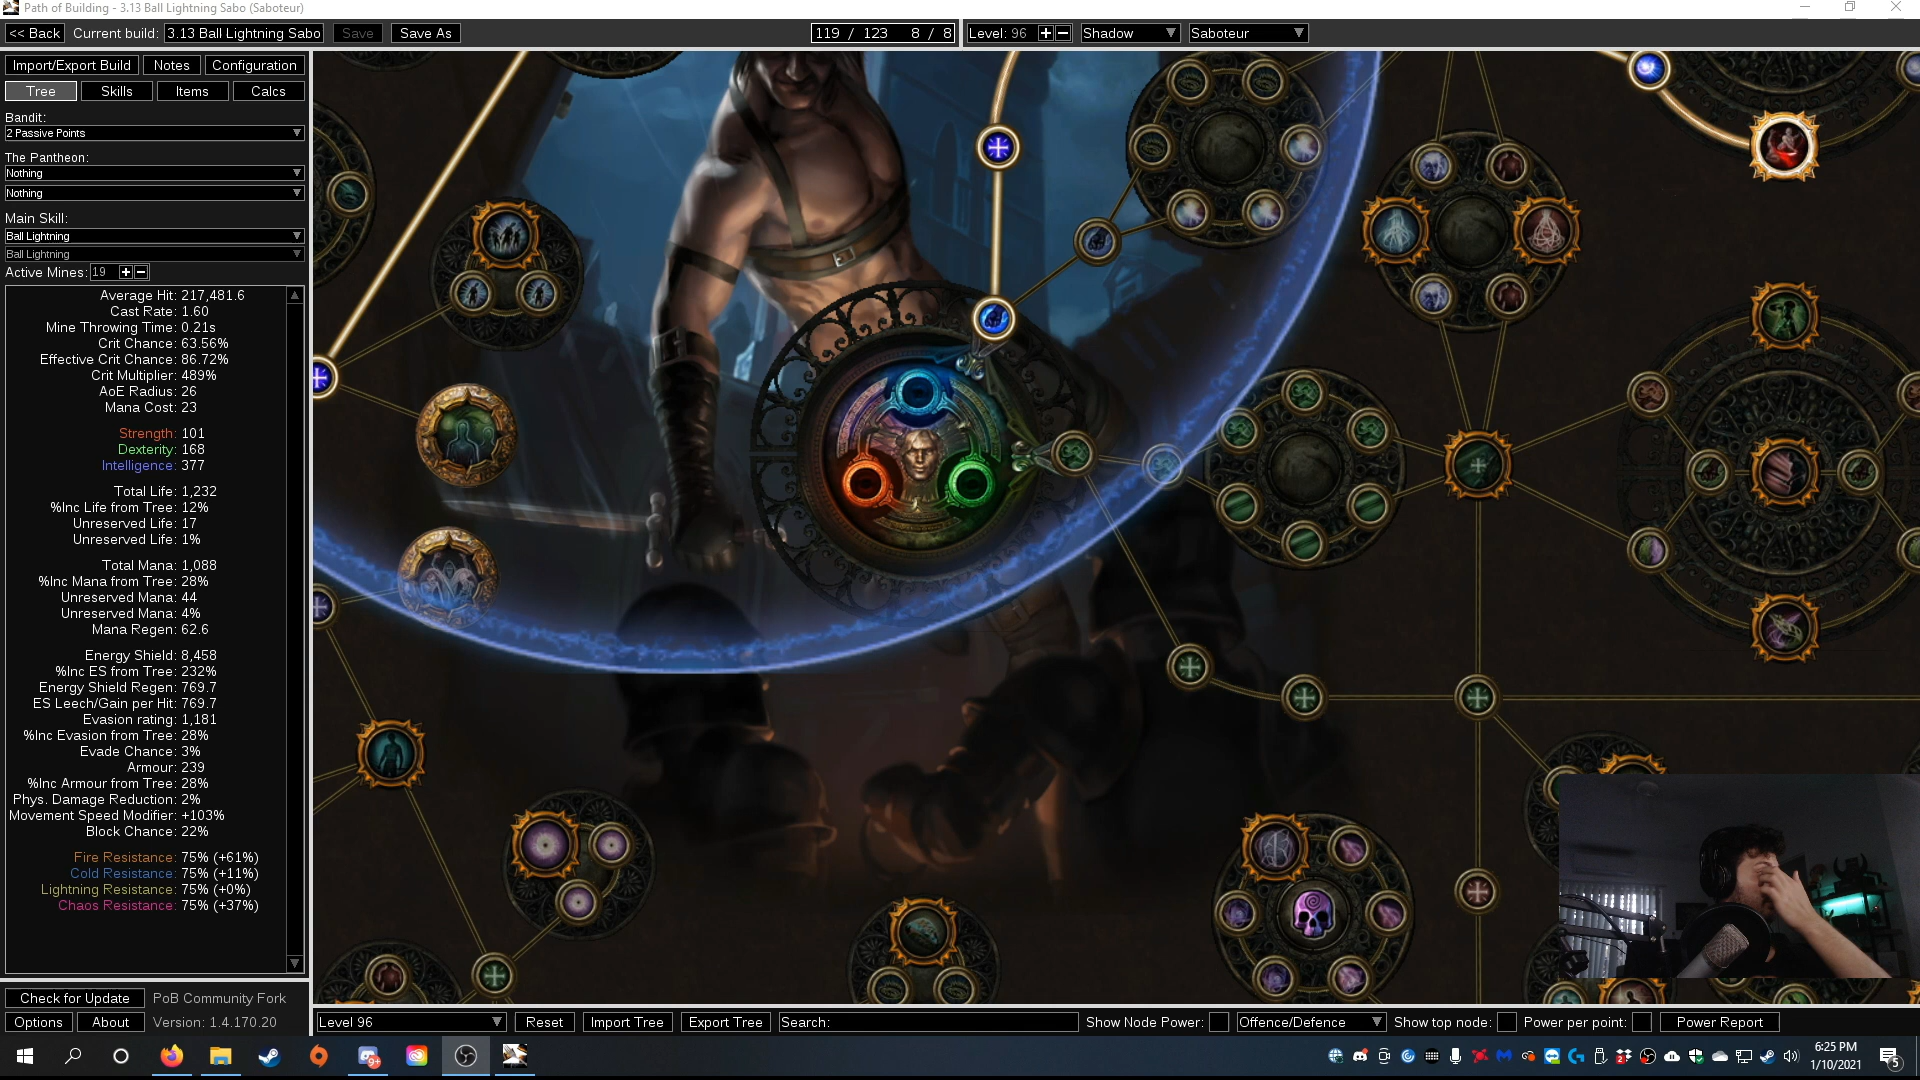 Path of Building - 3.13 Ball Lightning Sabo (Saboteur)
<< Back Current build: 3.13 Ball Lightning Sabo Save Save As 119 / 123 8 / 8 Level: 96 + − Shadow Saboteur
Import/Export Build Notes Configuration
Tree Skills Items Calcs
Bandit:
2 Passive Points
The Pantheon:
Nothing
Nothing
Main Skill:
Ball Lightning
Ball Lightning
Active Mines: 19 + −
Average Hit: 217,481.6
Cast Rate: 1.60
Mine Throwing Time: 0.21s
Crit Chance: 63.56%
Effective Crit Chance: 86.72%
Crit Multiplier: 489%
AoE Radius: 26
Mana Cost: 23
Strength: 101
Dexterity: 168
Intelligence: 377
Total Life: 1,232
%Inc Life from Tree: 12%
Unreserved Life: 17
Unreserved Life: 1%
Total Mana: 1,088
%Inc Mana from Tree: 28%
Unreserved Mana: 44
Unreserved Mana: 4%
Mana Regen: 62.6
Energy Shield: 8,458
%Inc ES from Tree: 232%
Energy Shield Regen: 769.7
ES Leech/Gain per Hit: 769.7
Evasion rating: 1,181
%Inc Evasion from Tree: 28%
Evade Chance: 3%
Armour: 239
%Inc Armour from Tree: 28%
Phys. Damage Reduction: 2%
Movement Speed Modifier: +103%
Block Chance: 22%
Fire Resistance: 75% (+61%)
Cold Resistance: 75% (+11%)
Lightning Resistance: 75% (+0%)
Chaos Resistance: 75% (+37%)
Check for Update PoB Community Fork
Options About Version: 1.4.170.20
Level 96 Reset Import Tree Export Tree Search: Show Node Power: Offence/Defence Show top node: Power per point: Power Report
9+
6:25 PM
1/10/2021
5